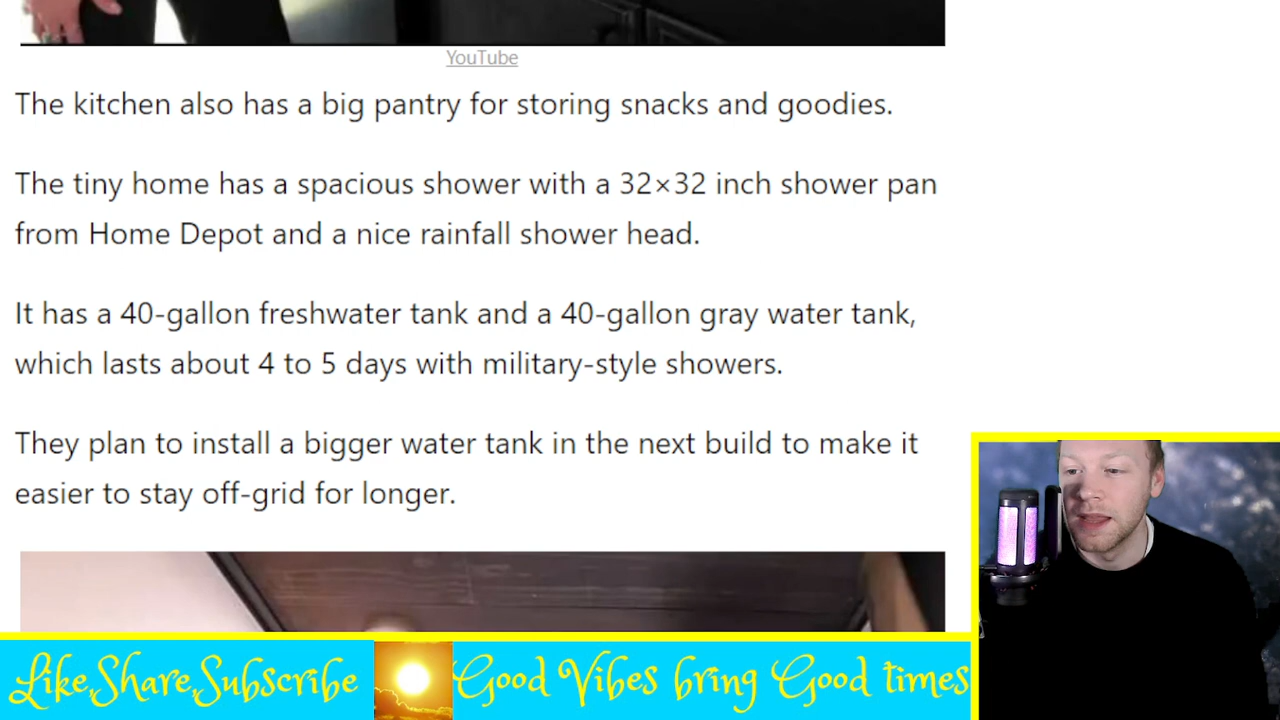 YouTube
The kitchen also has a big pantry for storing snacks and goodies.
The tiny home has a spacious shower with a 32×32 inch shower pan
from Home Depot and a nice rainfall shower head.
It has a 40-gallon freshwater tank and a 40-gallon gray water tank,
which lasts about 4 to 5 days with military-style showers.
They plan to install a bigger water tank in the next build to make it
easier to stay off-grid for longer.
Like,Share,Subscribe
Good Vibes bring Good times